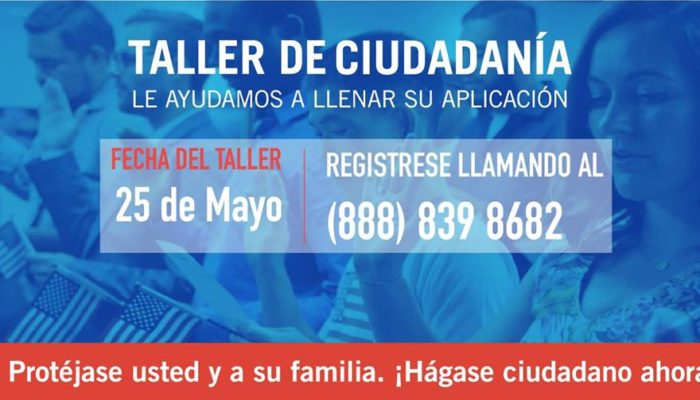 TALLER DE CIUDADANÍA
LE AYUDAMOS A LLENAR SU APLICACIÓN
FECHA DEL TALLER
25 de Mayo
REGISTRESE LLAMANDO AL
(888) 839 8682
Protéjase usted y a su familia. ¡Hágase ciudadano ahora